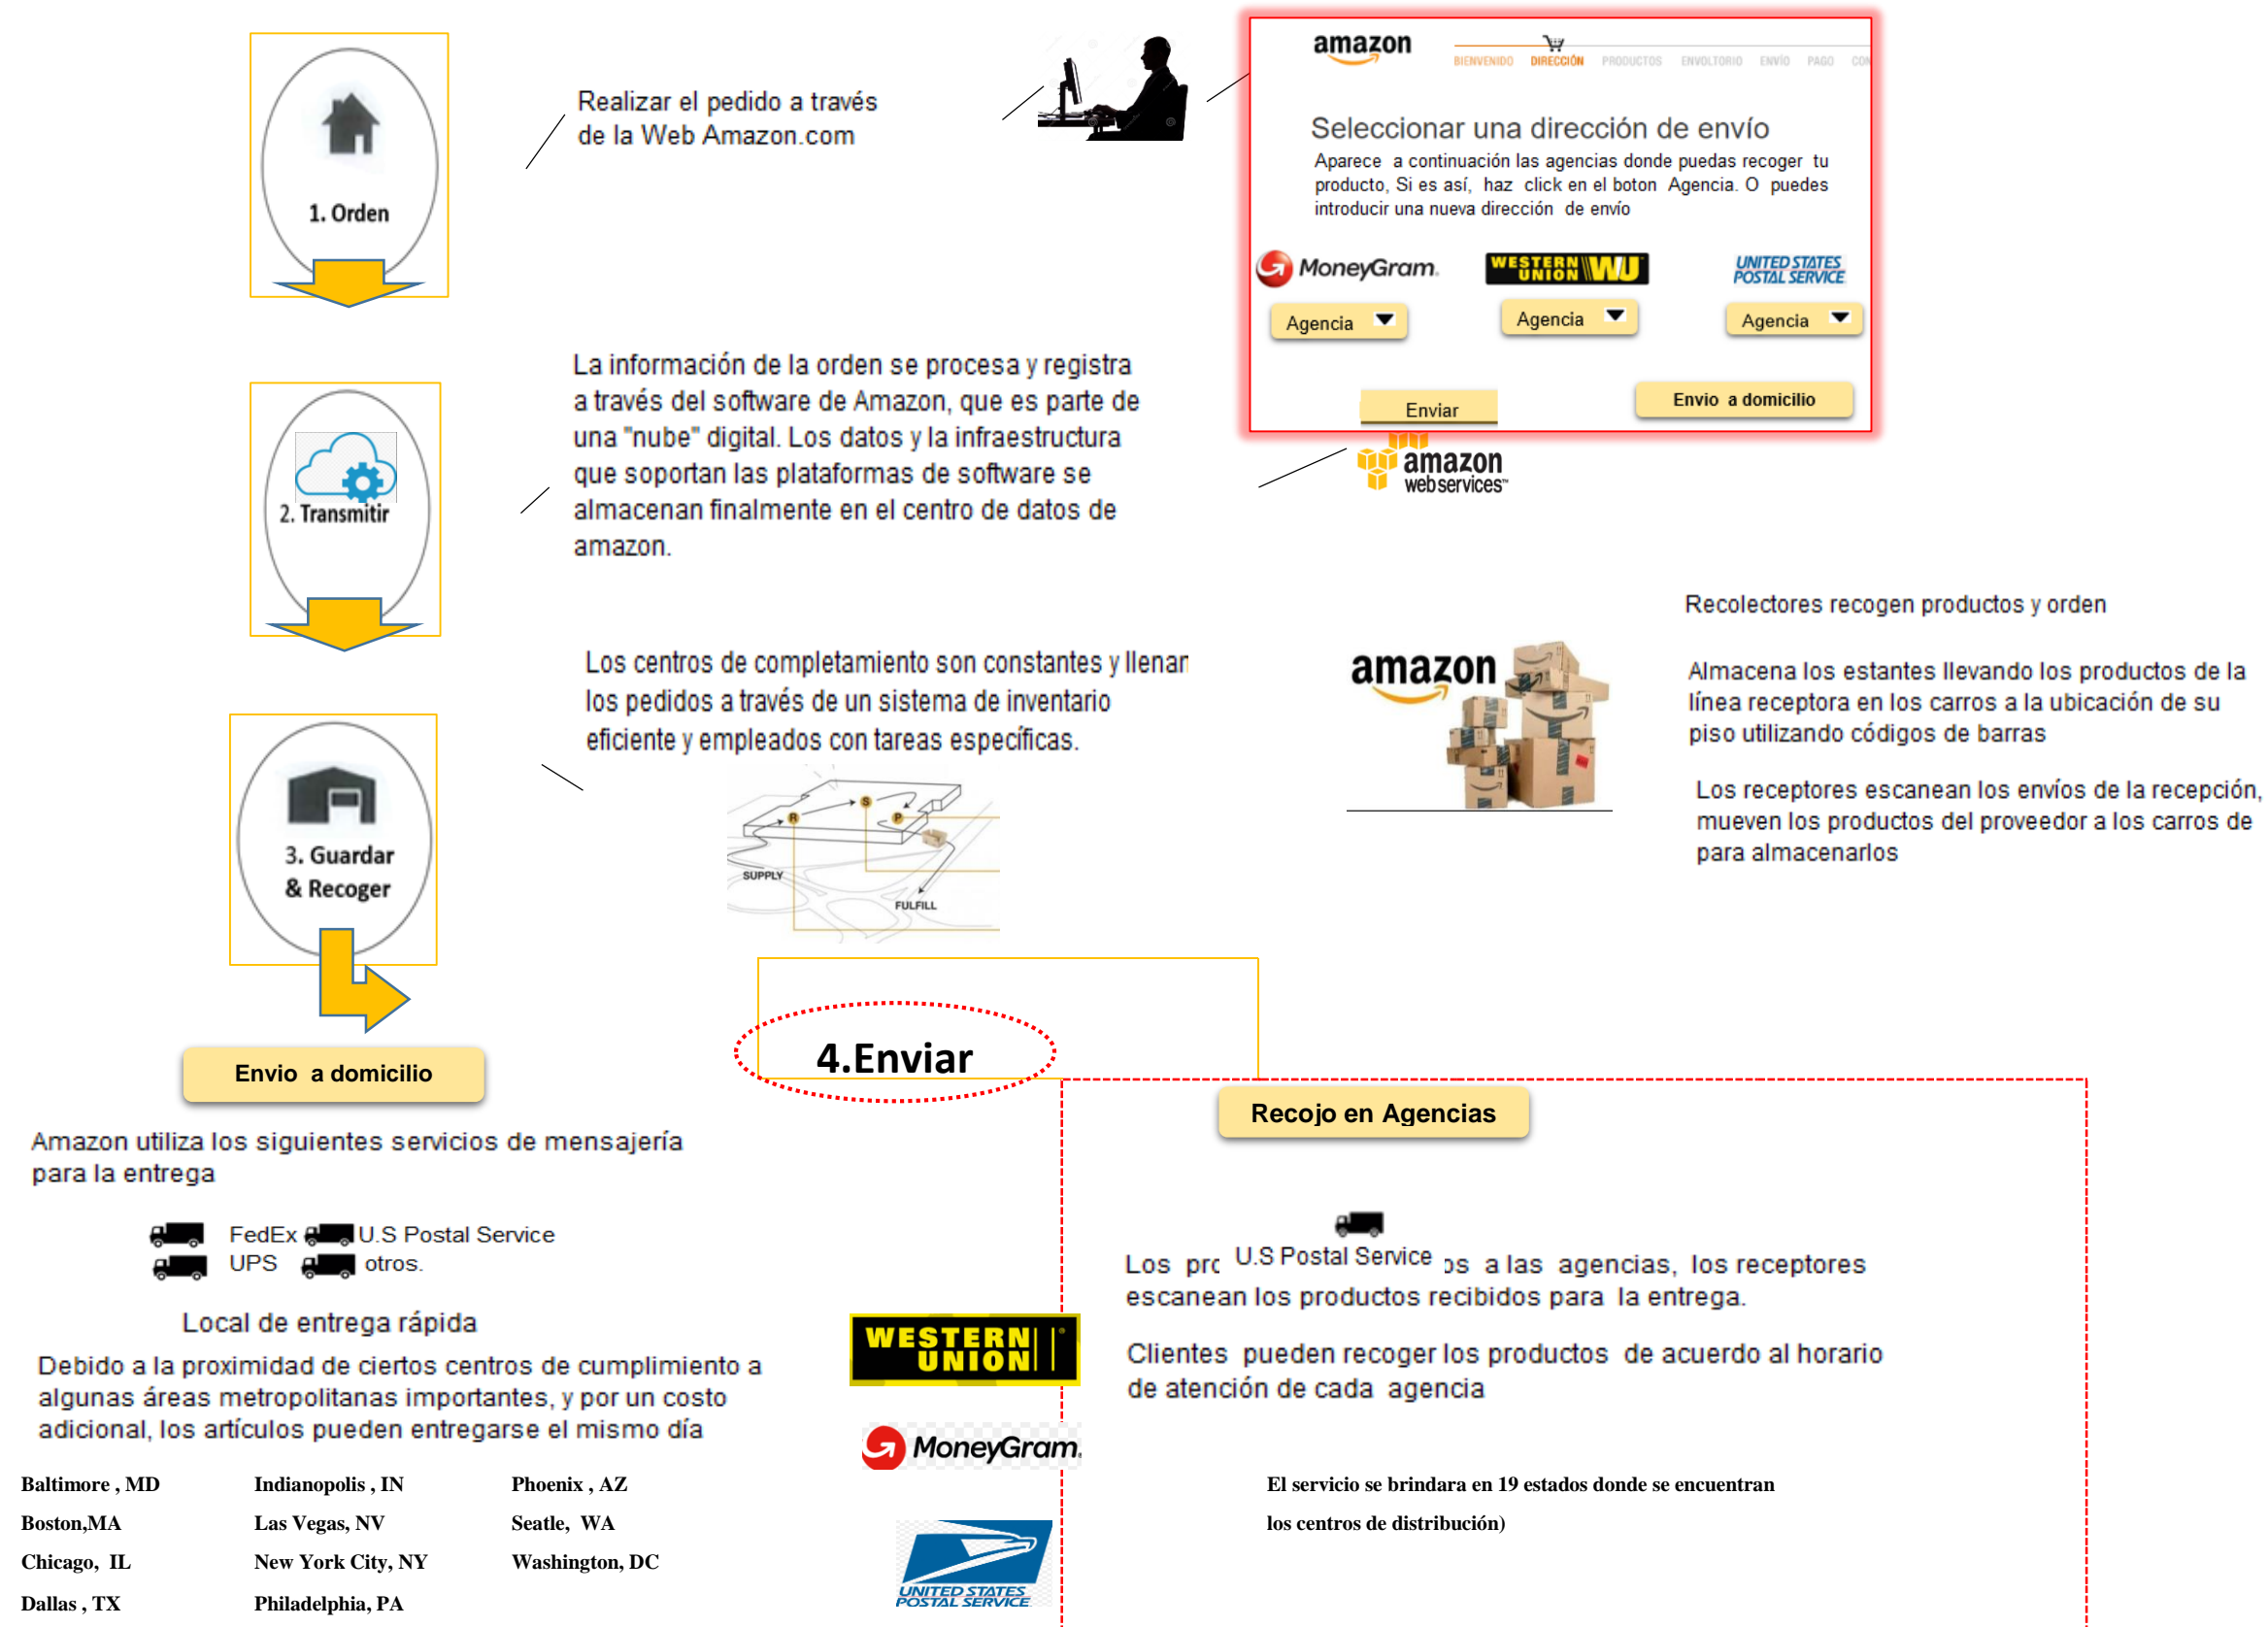 1. Orden
Realizar el pedido a través
de la Web Amazon.com
amazon
BIENVENIDO DIRECCIÓN PRODUCTOS ENVOLTORIO ENVÍO PAGO CON
Seleccionar una dirección de envío
Aparece a continuación las agencias donde puedas recoger tu
producto, Si es así, haz click en el boton Agencia. O puedes
introducir una nueva dirección de envío
MoneyGram.
WESTERN
UNION WU
UNITED STATES
POSTAL SERVICE
Agencia
Agencia
Agencia
Enviar
Envio a domicilio
2. Transmitir
La información de la orden se procesa y registra
a través del software de Amazon, que es parte de
una "nube" digital. Los datos y la infraestructura
que soportan las plataformas de software se
almacenan finalmente en el centro de datos de
amazon.
amazon
webservices™
3. Guardar
& Recoger
Los centros de completamiento son constantes y llenan
los pedidos a través de un sistema de inventario
eficiente y empleados con tareas específicas.
S
R
P
SUPPLY
FULFILL
amazon
Recolectores recogen productos y orden
Almacena los estantes llevando los productos de la
línea receptora en los carros a la ubicación de su
piso utilizando códigos de barras
Los receptores escanean los envíos de la recepción,
mueven los productos del proveedor a los carros de
para almacenarlos
4.Enviar
Envio a domicilio
Amazon utiliza los siguientes servicios de mensajería
para la entrega
FedEx U.S Postal Service
UPS otros.
Local de entrega rápida
Debido a la proximidad de ciertos centros de cumplimiento a
algunas áreas metropolitanas importantes, y por un costo
adicional, los artículos pueden entregarse el mismo día
Baltimore , MD Indianopolis , IN Phoenix , AZ
Boston,MA Las Vegas, NV Seatle, WA
Chicago, IL New York City, NY Washington, DC
Dallas , TX Philadelphia, PA
WESTERN
UNION
MoneyGram.
UNITED STATES
POSTAL SERVICE
Recojo en Agencias
U.S Postal Service
Los a las agencias, los receptores
escanean los productos recibidos para la entrega.
Clientes pueden recoger los productos de acuerdo al horario
de atención de cada agencia
El servicio se brindara en 19 estados donde se encuentran
los centros de distribución)